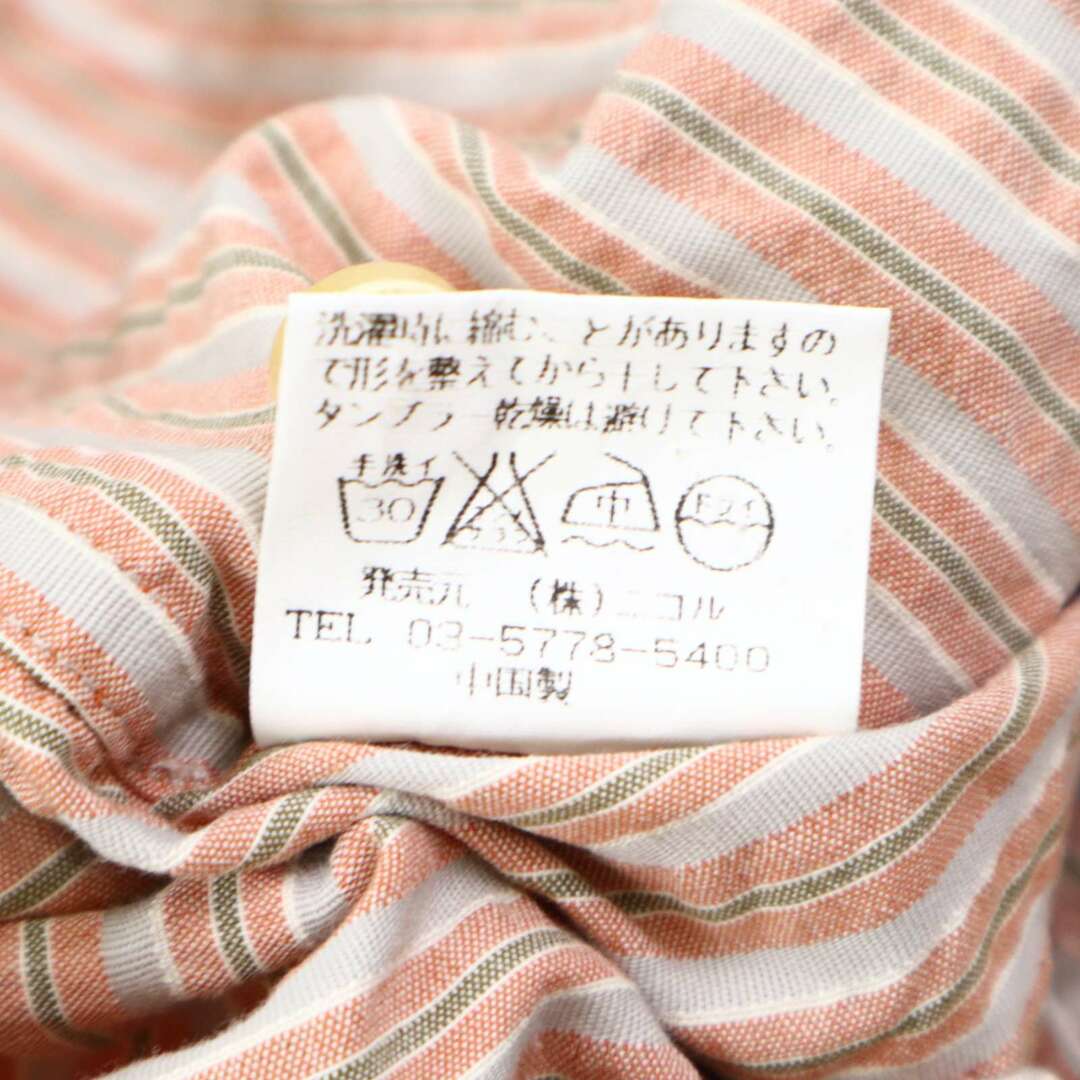 洗濯時に縮むことがありますの
で形を整えてから干して下さい。
タンブラー乾燥は避けて下さい。
手洗イ
30 中 ドライ
発売元 (株)ニコル
TEL 03-5778-5400
中国製